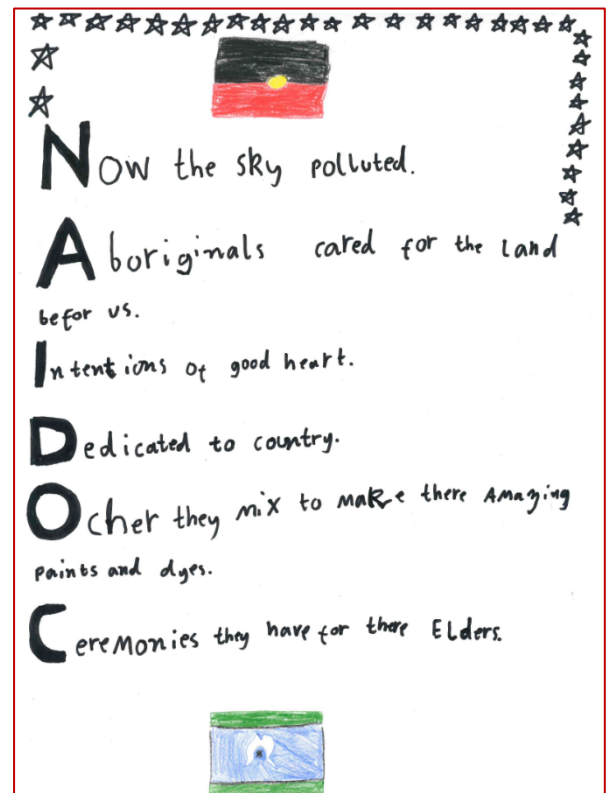 Now the sky polluted.
Aboriginals cared for the land
befor us.
Intentions of good heart.
Dedicated to country.
Ocher they mix to make there Amazing
paints and dyes.
Ceremonies they have for there Elders.